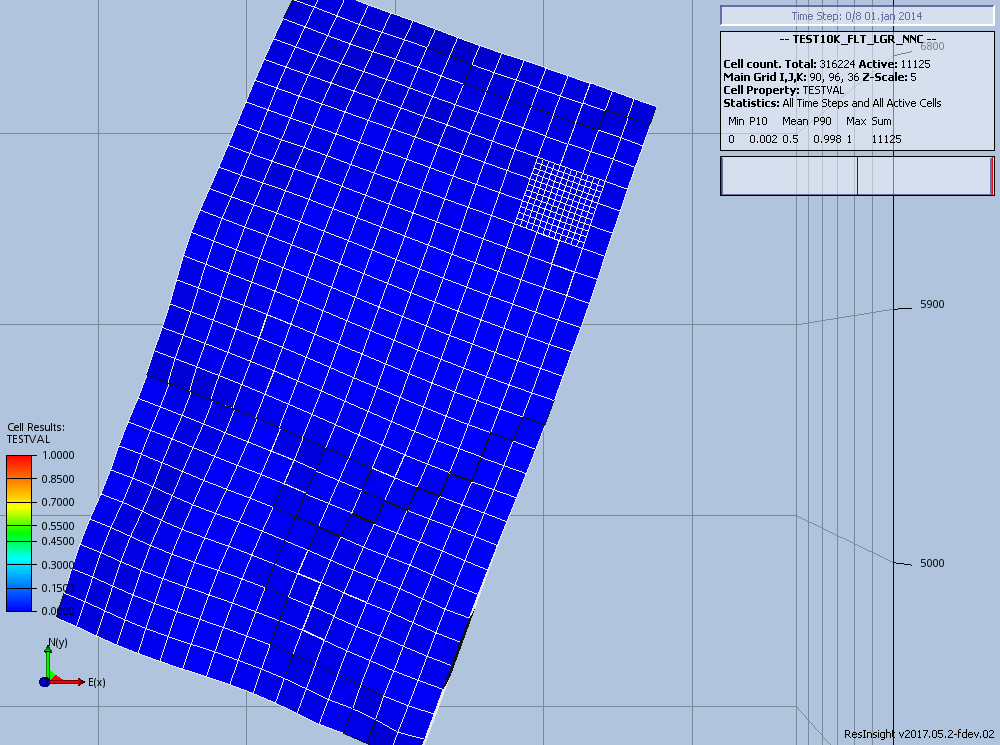 Time Step: 0/8 01.jan 2014
-- TEST10K_FLT_LGR_NNC --
6800
Cell count. Total: 316224 Active: 11125
Main Grid I,J,K: 90, 96, 36 Z-Scale: 5
Cell Property: TESTVAL
Statistics: All Time Steps and All Active Cells
Min P10 Mean P90 Max Sum
0 0.002 0.5 0.998 1 11125
5900
Cell Results:
TESTVAL
1.0000
0.8500
0.7000
0.5500
0.4500
0.3000
0.1500
0.0000
5000
N(y)
E(x)
ResInsight v2017.05.2-fdev.02